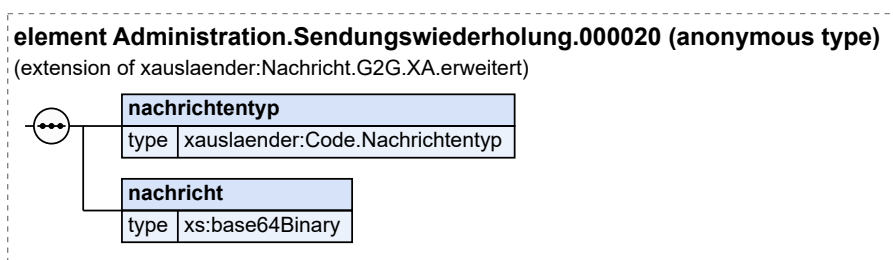 element Administration.Sendungswiederholung.000020 (anonymous type)
(extension of xauslaender:Nachricht.G2G.XA.erweitert)
nachrichtentyp
type xauslaender:Code.Nachrichtentyp
nachricht
type xs:base64Binary